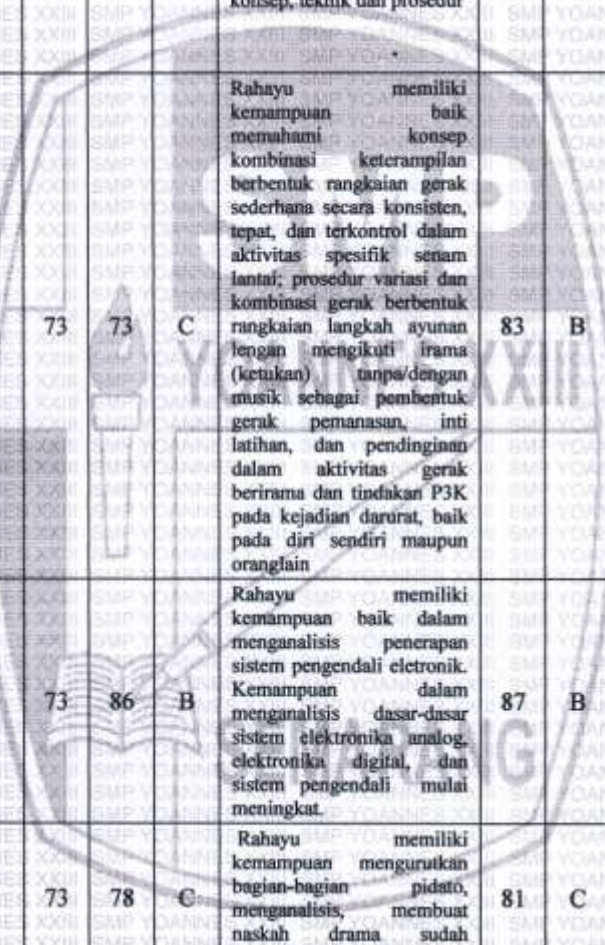 konsep, teknik dan prosedur
73 73 C
Rahayu memiliki
kemampuan baik
memahami konsep
kombinasi keterampilan
berbentuk rangkaian gerak
sederhana secara konsisten,
tepat, dan terkontrol dalam
aktivitas spesifik senam
lantai; prosedur variasi dan
kombinasi gerak berbentuk
rangkaian langkah ayunan
lengan mengikuti irama
(ketukan) tanpa/dengan
musik sebagai pembentuk
gerak pemanasan, inti
latihan, dan pendinginan
dalam aktivitas gerak
berirama dan tindakan P3K
pada kejadian darurat, baik
pada diri sendiri maupun
oranglain
83 B
73 86 B
Rahayu memiliki
kemampuan baik dalam
menganalisis penerapan
sistem pengendali eletronik.
Kemampuan dalam
menganalisis dasar-dasar
sistem elektronika analog,
elektronika digital, dan
sistem pengendali mulai
meningkat.
87 B
73 78 C
Rahayu memiliki
kemampuan mengurutkan
bagian-bagian pidato,
menganalisis, membuat
naskah drama sudah
81 C
SMP
YOANNES XXIII
SEMARANG